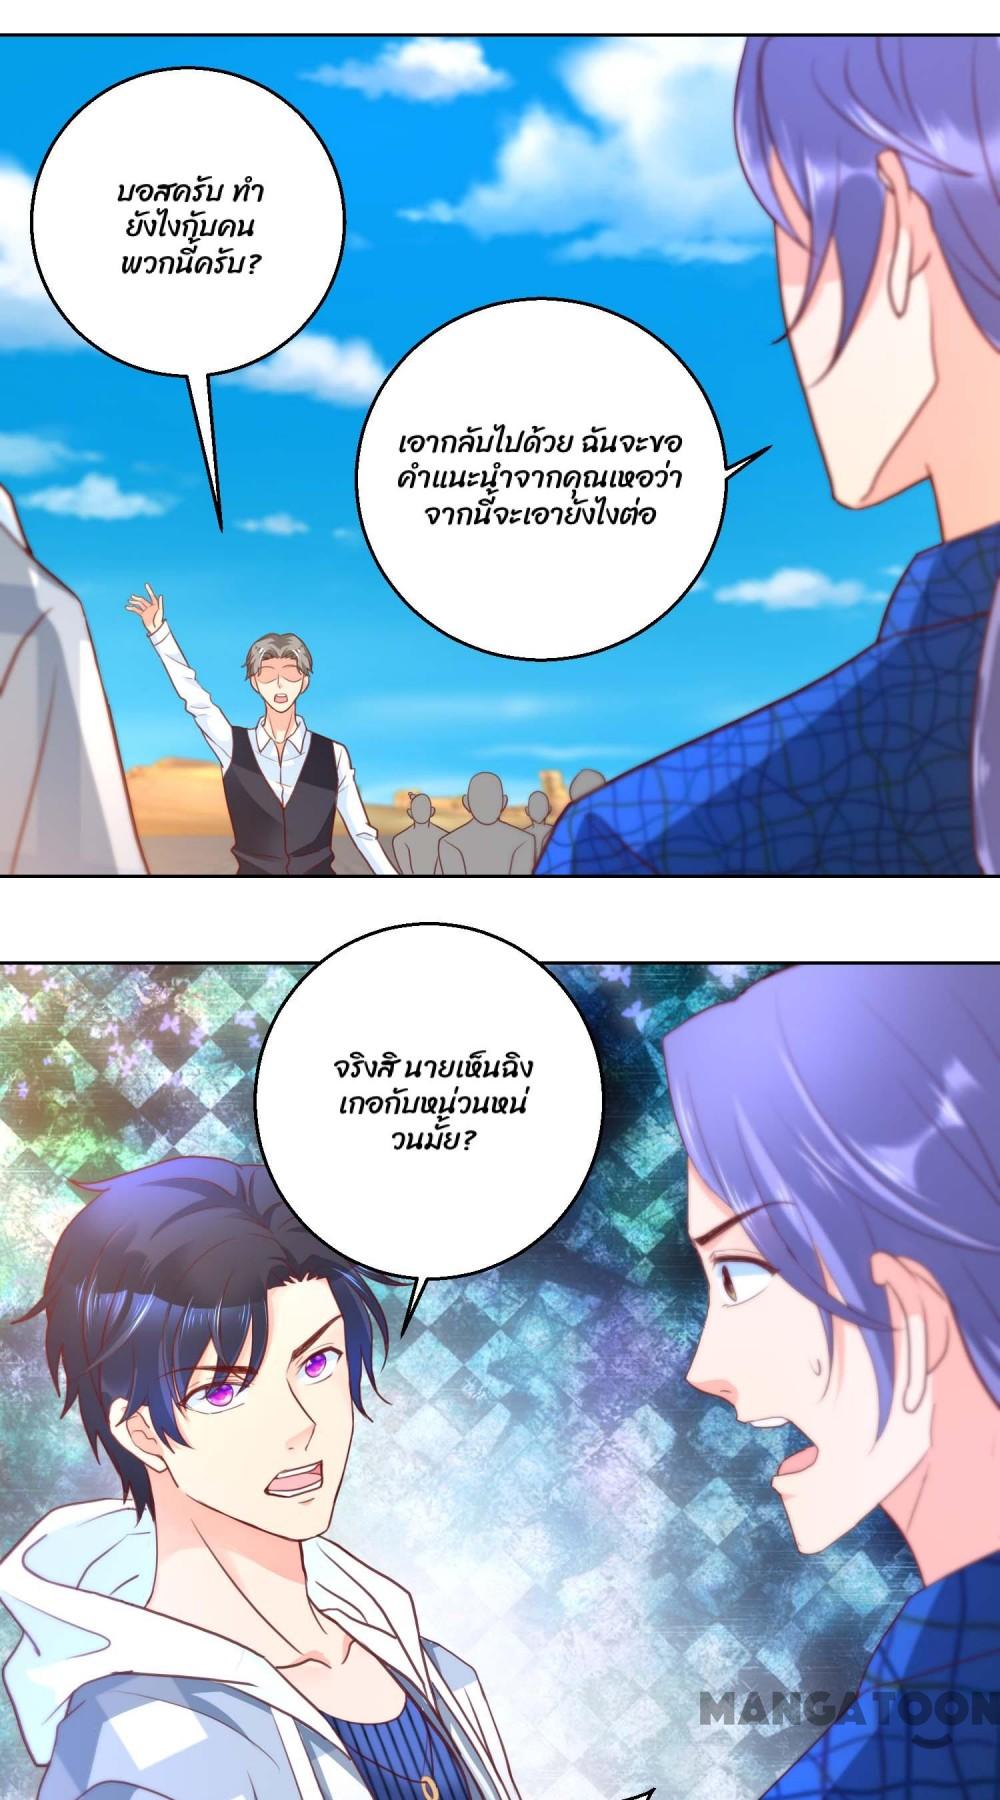 บอสครับ ทำ
ยังไงกับคน
พวกนี้ครับ?
เอากลับไปด้วย ฉันจะขอ
คำแนะนำจากคุณเหอว่า
จากนี้จะเอายังไงต่อ
จริงสิ นายเห็นฉิง
เกอกับหน่วนหน่
วนมั้ย?
MANGATOON